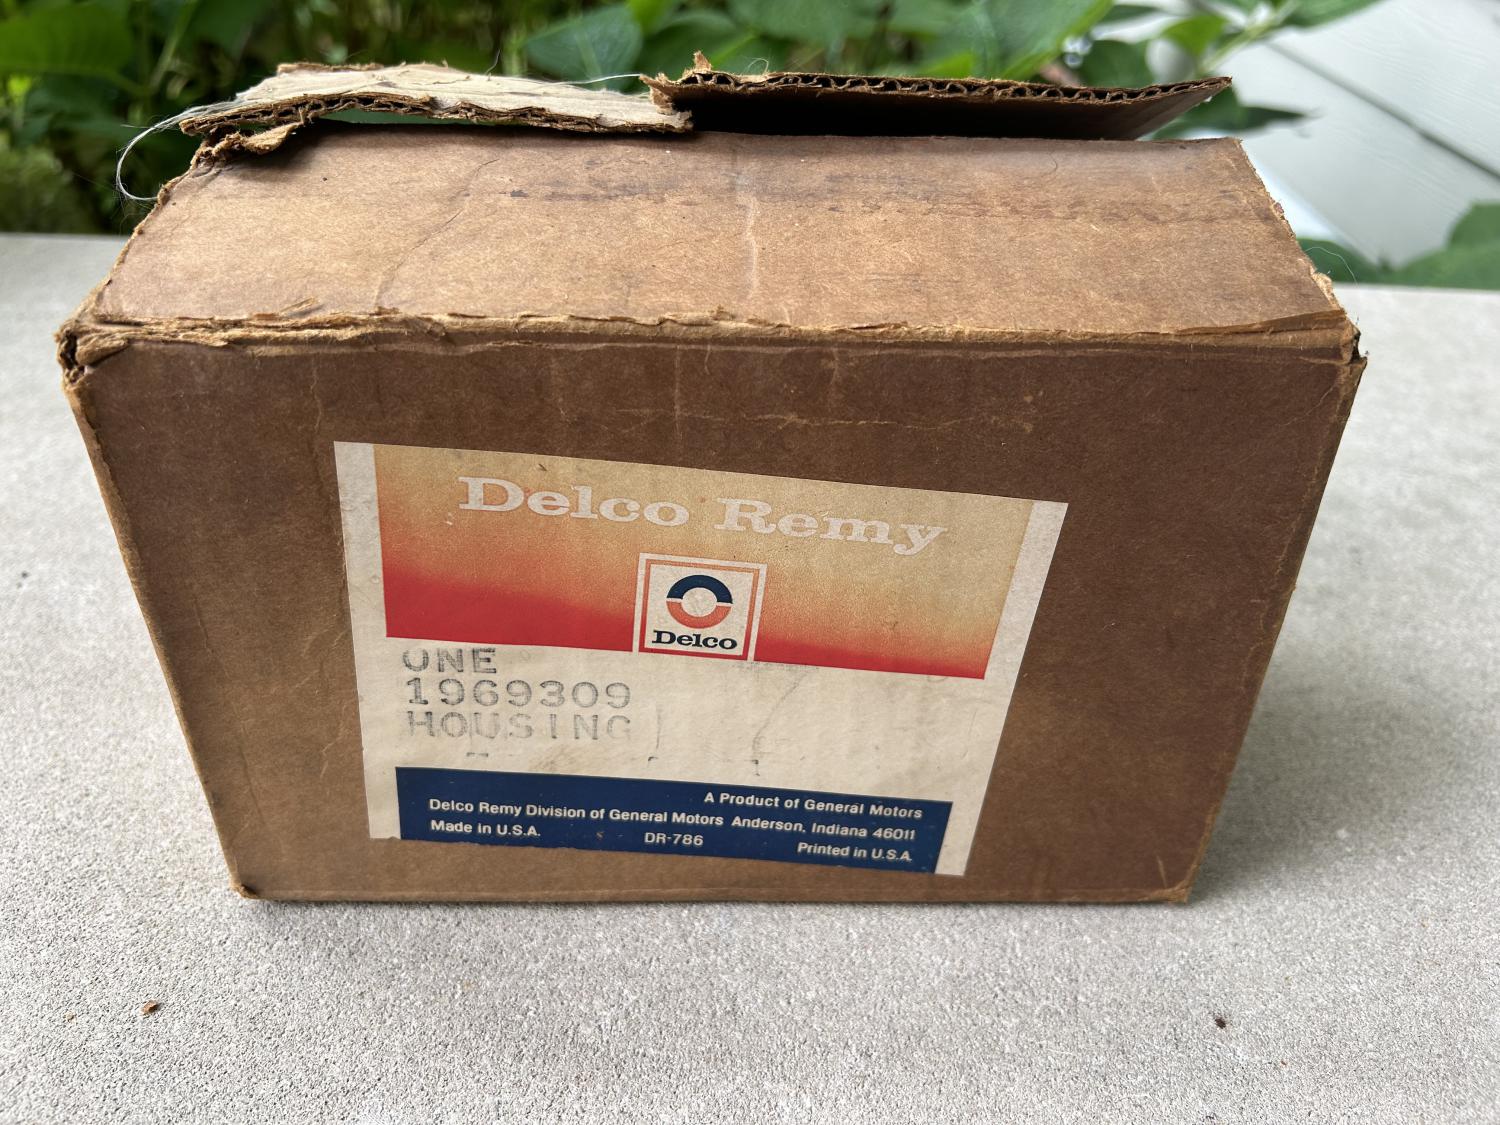 Delco Remy
Delco
ONE
1969309
HOUSING
A Product of General Motors
Delco Remy Division of General Motors Anderson, Indiana 46011
Made in U.S.A. DR-786 Printed in U.S.A.